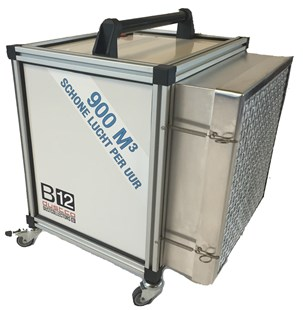 900 M³
SCHONE LUCHT PER UUR
B12